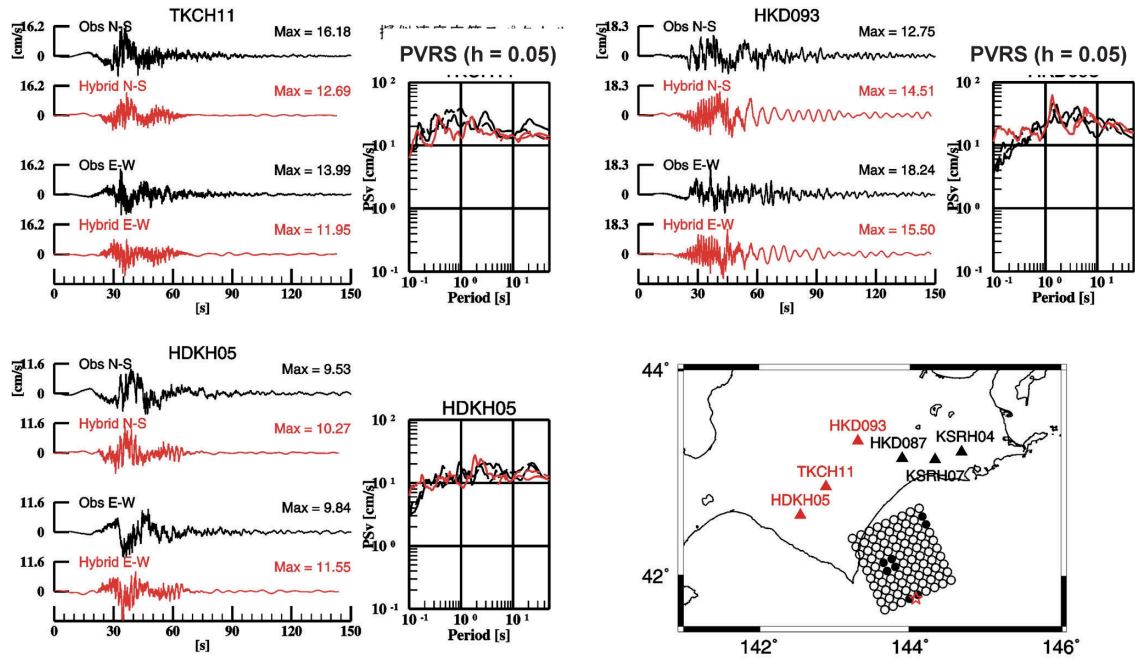 TKCH11
[cm/s]
16.2
0
Obs N-S
Max = 16.18
16.2
0
Hybrid N-S
Max = 12.69
16.2
0
Obs E-W
Max = 13.99
16.2
0
Hybrid E-W
Max = 11.95
0 30 60 90 120 150
[s]
PVRS (h = 0.05)
PSv [cm/s]
10 2
10 1
10 0
10 -1
10 -1 10 0 10 1
Period [s]
HKD093
[cm/s]
18.3
0
Obs N-S
Max = 12.75
18.3
0
Hybrid N-S
Max = 14.51
18.3
0
Obs E-W
Max = 18.24
18.3
0
Hybrid E-W
Max = 15.50
0 30 60 90 120 150
[s]
PVRS (h = 0.05)
PSv [cm/s]
10 2
10 1
10 0
10 -1
10 -1 10 0 10 1
Period [s]
HDKH05
[cm/s]
11.6
0
Obs N-S
Max = 9.53
11.6
0
Hybrid N-S
Max = 10.27
11.6
0
Obs E-W
Max = 9.84
11.6
0
Hybrid E-W
Max = 11.55
0 30 60 90 120 150
[s]
HDKH05
PSv [cm/s]
10 2
10 1
10 0
10 -1
10 -1 10 0 10 1
Period [s]
44°
42°
HKD093
HKD087
KSRH04
KSRH07
TKCH11
HDKH05
142° 144° 146°